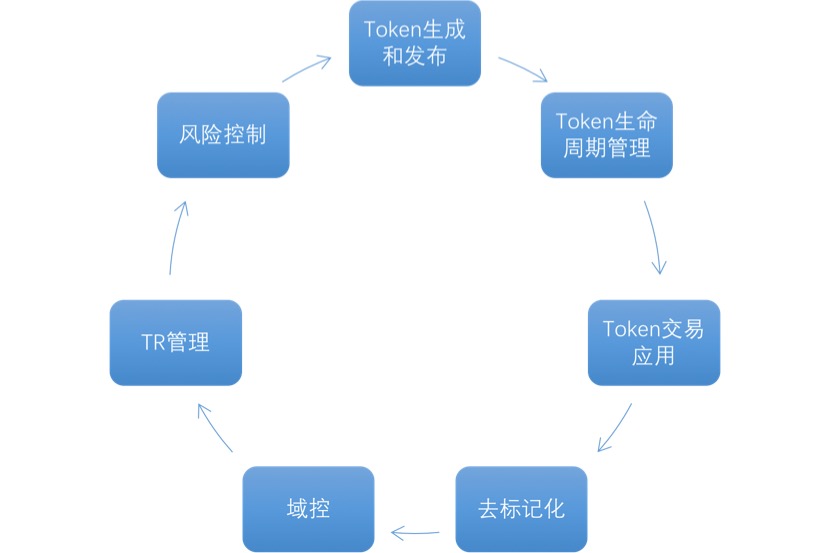 Token生成
和发布
Token生命
周期管理
Token交易
应用
去标记化
域控
TR管理
风险控制